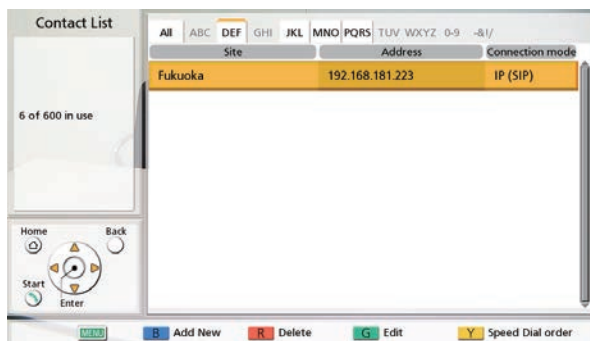 Contact List
All ABC DEF GHI JKL MNO PQRS TUV WXYZ 0-9 -&!/
Site Address Connection mode
Fukuoka 192.168.181.223 IP (SIP)
6 of 600 in use
Home Back
Start
Enter
MENU B Add New R Delete G Edit Y Speed Dial order